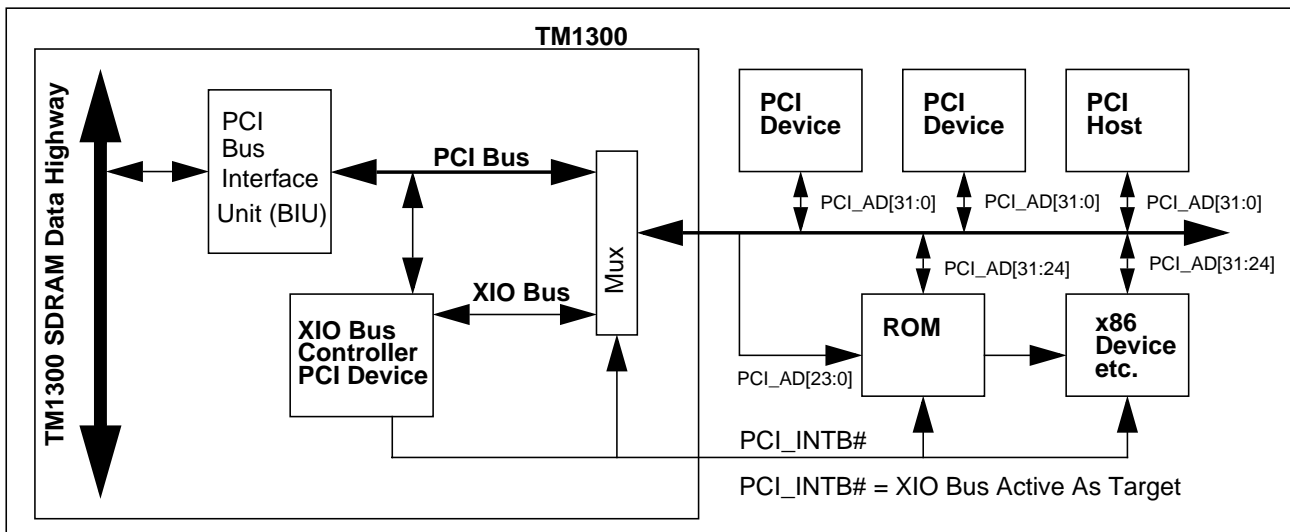 TM1300
TM1300 SDRAM Data Highway
PCI
Bus
Interface
Unit (BIU)
PCI Bus
XIO Bus
XIO Bus
Controller
PCI Device
Mux
PCI
Device
PCI
Device
PCI
Host
PCI_AD[31:0]
PCI_AD[31:0]
PCI_AD[31:0]
PCI_AD[31:24]
PCI_AD[31:24]
ROM
x86
Device
etc.
PCI_AD[23:0]
PCI_INTB#
PCI_INTB# = XIO Bus Active As Target